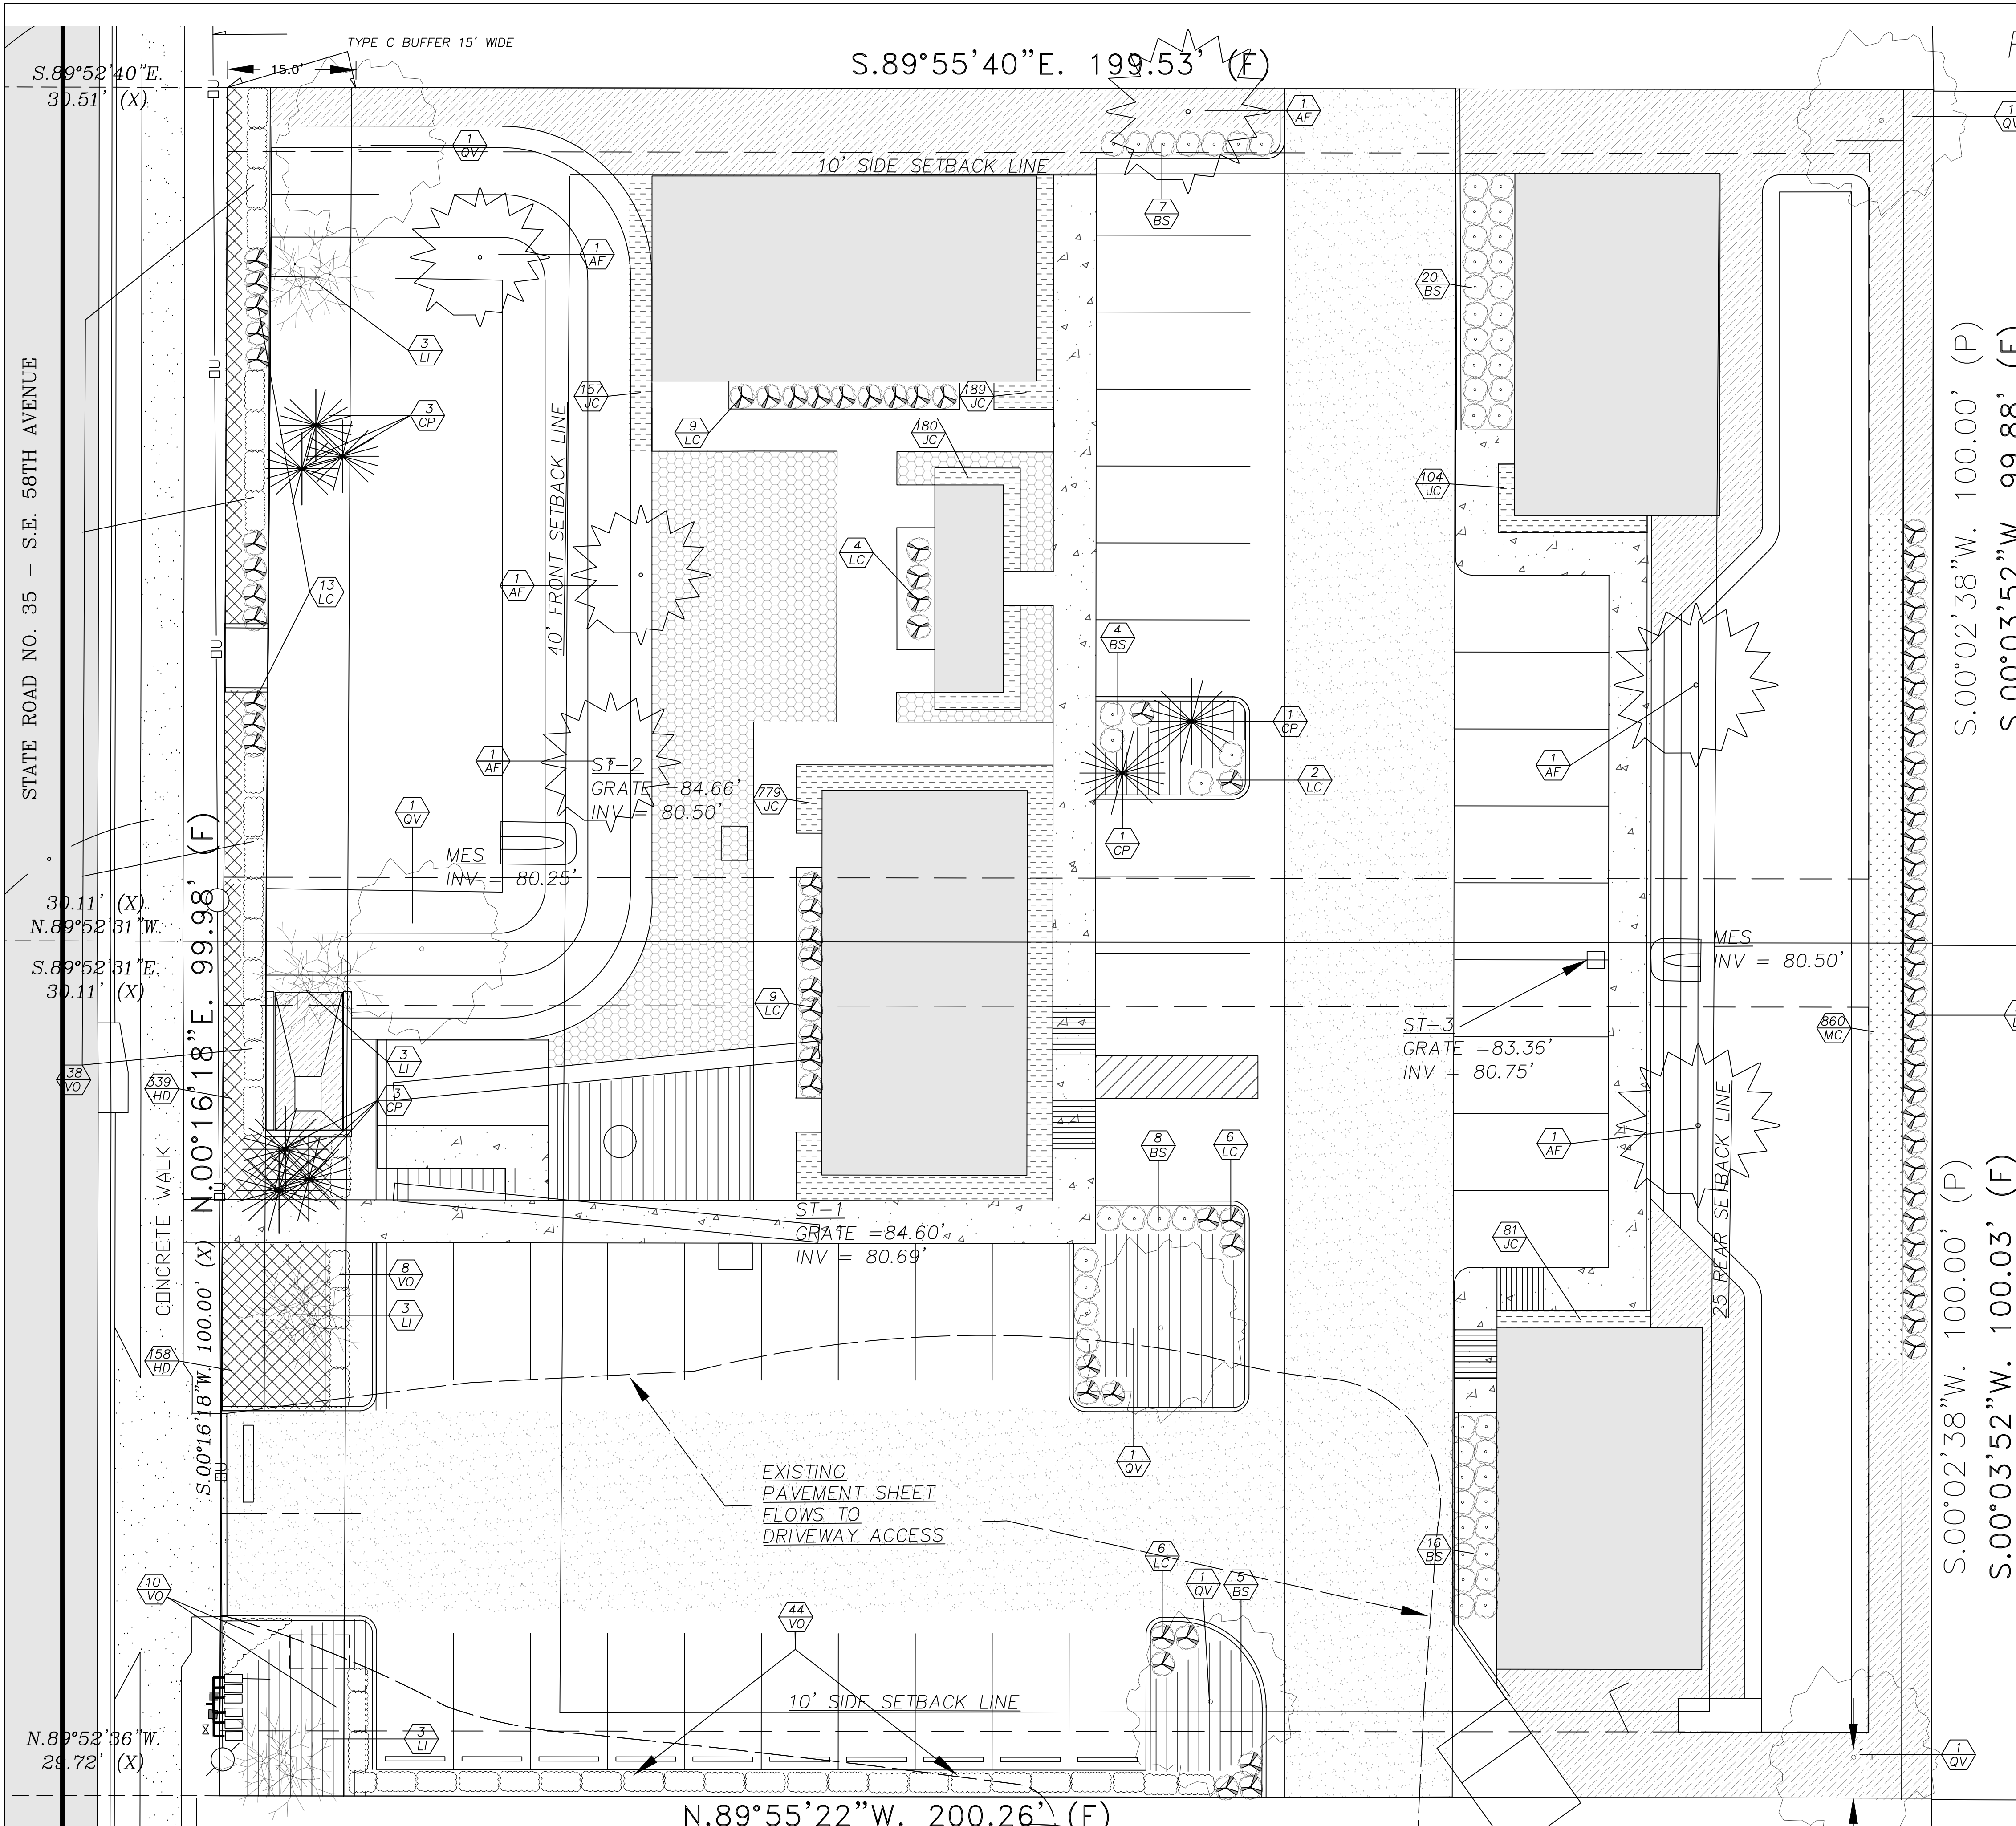 TYPE C BUFFER 15' WIDE
15.0'
S.89°55'40"E. 199.53' (F)
S.89°52'40"E.
30.51' (X)
1
AF
1
QV
1
QV
10' SIDE SETBACK LINE
7
BS
1
AF
20
BS
3
LI
157
JC
189
JC
3
CP
9
LC
180
JC
104
JC
STATE ROAD NO. 35 - S.E. 58TH AVENUE
40' FRONT SETBACK LINE
S.00°02'38"W. 100.00' (P)
S.00°03'52"W. 99.88' (F)
4
LC
13
LC
1
AF
4
BS
1
CP
1
AF
ST-2
GRATE =84.66'
INV = 80.50'
1
AF
2
LC
779
JC
1
QV
1
CP
MES
INV = 80.25'
30.11' (X)
N.89°52'31"W.
S.89°52'31"E.
30.11' (X)
N.00°16'18"E. 99.98' (F)
MES
INV = 80.50'
9
LC
ST-3
GRATE =83.36'
INV = 80.75'
860
MC
3
LI
38
VO
339
HD
3
CP
8
BS
6
LC
1
AF
25 REAR SETBACK LINE
CONCRETE WALK
S.00°16'18"W. 100.00' (X)
ST-1
GRATE =84.60'
INV = 80.69'
81
JC
S.00°02'38"W. 100.00' (P)
S.00°03'52"W. 100.03' (F)
8
VO
3
LI
158
HD
1
QV
EXISTING
PAVEMENT SHEET
FLOWS TO
DRIVEWAY ACCESS
16
BS
6
LC
1
QV
5
BS
10
VO
44
VO
10' SIDE SETBACK LINE
3
LI
N.89°52'36"W.
29.72' (X)
1
QV
N.89°55'22"W. 200.26' (F)